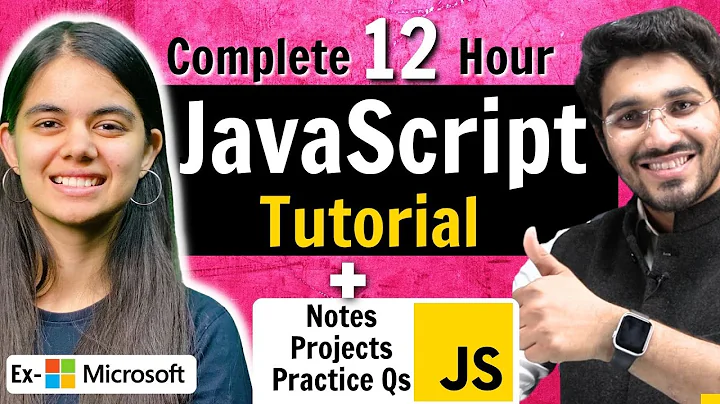 Complete 12 Hour
JavaScript
Tutorial
+
Notes
Projects
Practice Qs
JS
Ex- Microsoft